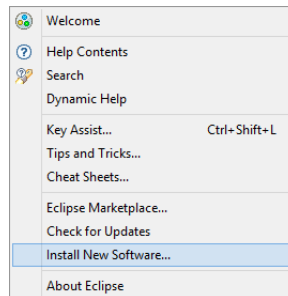 Welcome
Help Contents
Search
Dynamic Help
Key Assist... Ctrl+Shift+L
Tips and Tricks...
Cheat Sheets...
Eclipse Marketplace...
Check for Updates
Install New Software...
About Eclipse